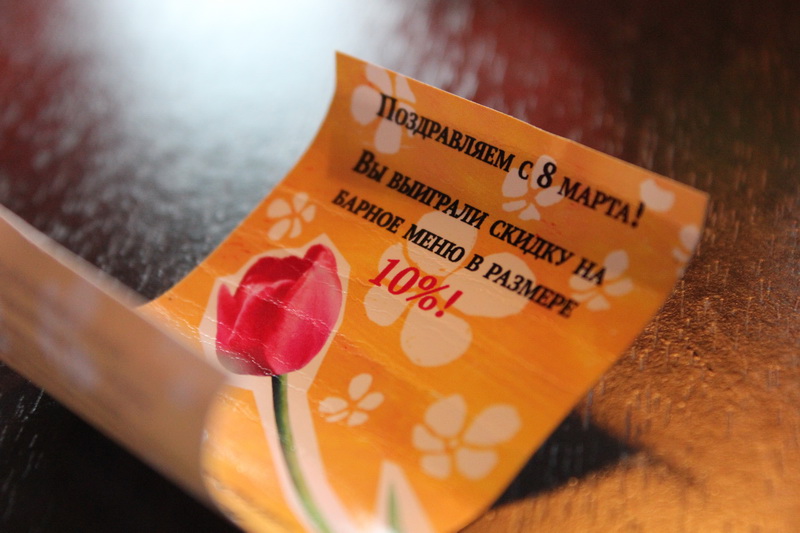 Поздравляем с 8 марта!
Вы выиграли скидку на
барное меню в размере
10%!